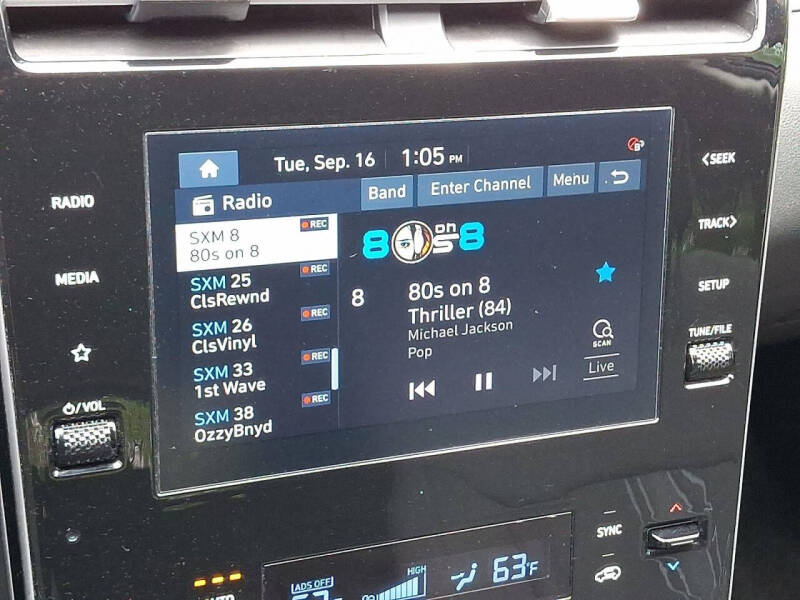 Tue, Sep. 16 1:05 PM
Radio Band Enter Channel Menu
SXM 8 REC
80s on 8
SXM 25 REC
ClsRewnd
SXM 26 REC
ClsVinyl
SXM 33 REC
1st Wave
SXM 38 REC
OzzyBnyd
80s on 8
8 80s on 8
Thriller (84)
Michael Jackson
Pop
SCAN
Live
RADIO
MEDIA
/VOL
SEEK
TRACK
SETUP
TUNE/FILE
SYNC
ADS OFF
HIGH
63°F